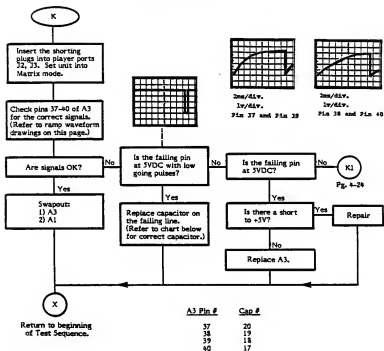 K
Insert the shorting
plugs into player ports
J2, J3. Set unit into
Matrix mode.
Check pins 37-40 of A3
for the correct signals.
(Refer to ramp waveform
drawings on this page.)
Are signals OK?
No
Yes
Swapout:
1) A3
2) A1
Is the failing pin
at 5VDC with low
going pulses?
No
Yes
Replace capacitor on
the failing line.
(Refer to chart below
for correct capacitor.)
2ms/div.
1v/div.
Pin 37 and Pin 39
2ms/div.
1v/div.
Pin 38 and Pin 40
Is the failing pin
at 5VDC?
No
K1
Pg. 4-24
Yes
Is there a short
to +5V?
Yes
Repair
No
Replace A3.
X
Return to beginning
of Test Sequence.
A3 Pin # Cap #
37 20
38 19
39 18
40 17